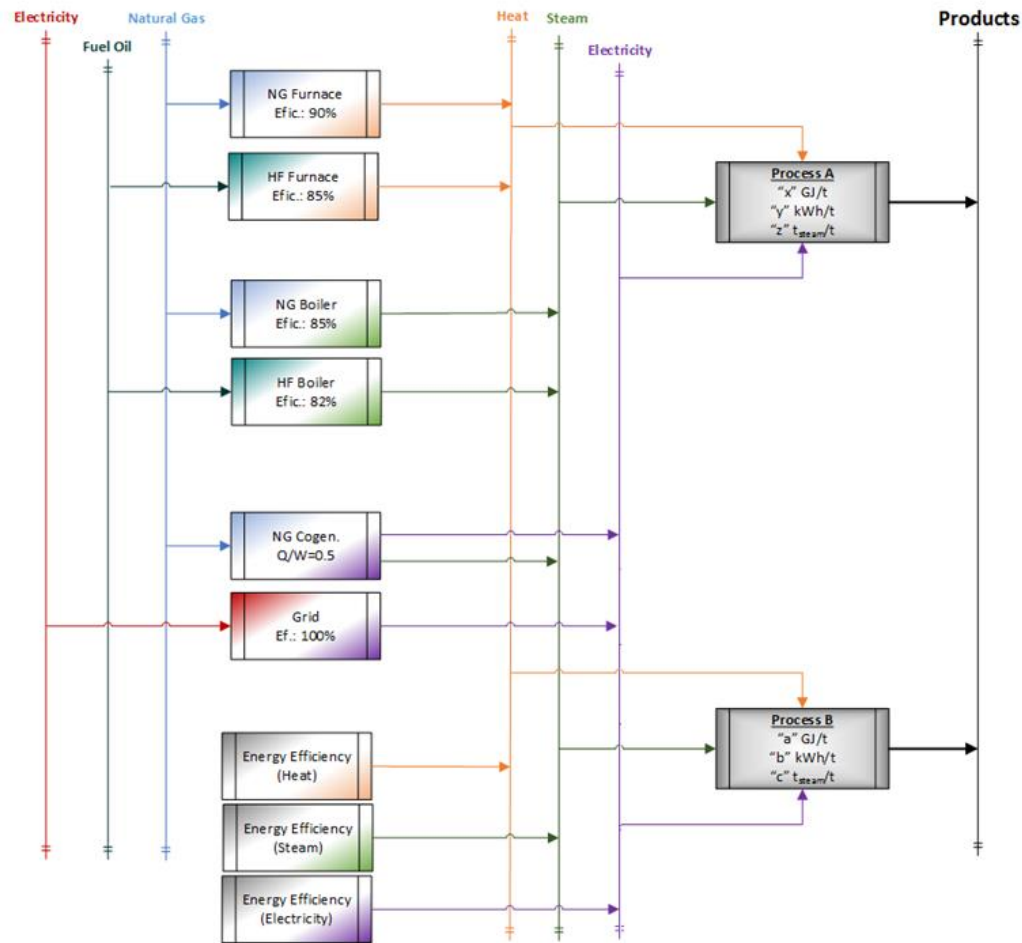 Electricity
Natural Gas
Heat
Steam
Products
Fuel Oil
Electricity
NG Furnace
Efic.: 90%
HF Furnace
Efic.: 85%
Process A
"x" GJ/t
"y" kWh/t
"z" tsteam/t
NG Boiler
Efic.: 85%
HF Boiler
Efic.: 82%
NG Cogen.
Q/W=0.5
Grid
Ef.: 100%
Process B
"a" GJ/t
"b" kWh/t
"c" tsteam/t
Energy Efficiency
(Heat)
Energy Efficiency
(Steam)
Energy Efficiency
(Electricity)